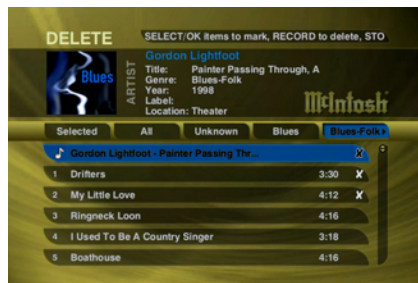 DELETE
SELECT/OK items to mark, RECORD to delete, STO
Blues
ARTIST
Gordon Lightfoot
Title: Painter Passing Through, A
Genre: Blues-Folk
Year: 1998
Label:
Location: Theater
McIntosh
Selected All Unknown Blues Blues-Folk
Gordon Lightfoot - Painter Passing Thr... X
1 Drifters 3:30 X
2 My Little Love 4:12 X
3 Ringneck Loon 4:16
4 I Used To Be A Country Singer 3:18
5 Boathouse 4:16